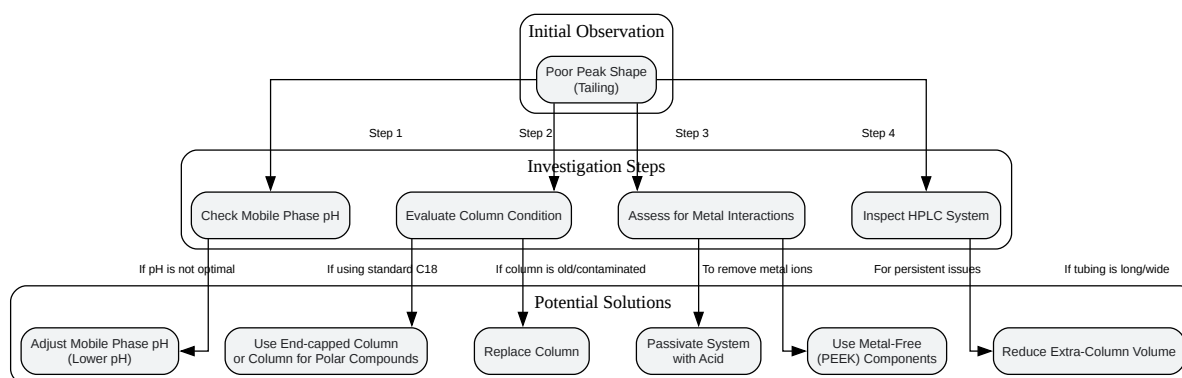 Initial Observation
Poor Peak Shape
(Tailing)
Step 1
Step 2
Step 3
Step 4
Investigation Steps
Check Mobile Phase pH
Evaluate Column Condition
Assess for Metal Interactions
Inspect HPLC System
If pH is not optimal
If using standard C18
If column is old/contaminated
To remove metal ions
For persistent issues
If tubing is long/wide
Potential Solutions
Adjust Mobile Phase pH
(Lower pH)
Use End-capped Column
or Column for Polar Compounds
Replace Column
Passivate System
with Acid
Use Metal-Free
(PEEK) Components
Reduce Extra-Column Volume